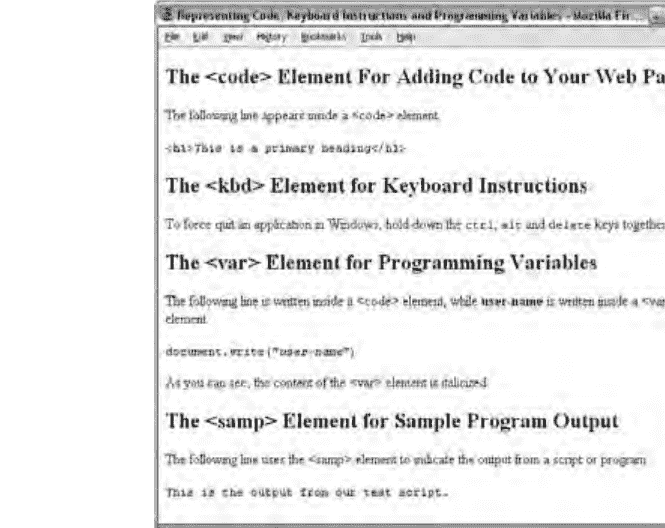 Representing Code, Keyboard Instructions and Programming Variables - Mozilla Fir...
File Edit View History Bookmarks Tools Help
The <code> Element For Adding Code to Your Web Pa
The following line appears inside a <code> element.
<h1>This is a primary heading</h1>
The <kbd> Element for Keyboard Instructions
To force quit an application in Windows, hold down the ctrl, alt and delete keys together
The <var> Element for Programming Variables
The following line is written inside a <code> element, while user-name is written inside a <var
element.
document.write("user-name")
As you can see, the content of the <var> element is italicized
The <samp> Element for Sample Program Output
The following line uses the <samp> element to indicate the output from a script or program
This is the output from our test script.